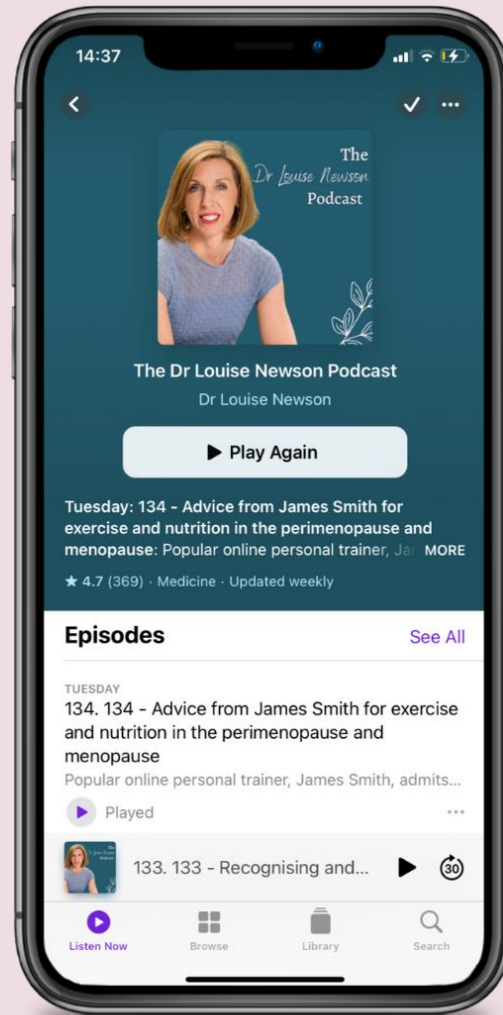 14:37
The
Dr Louise Newson
Podcast
The Dr Louise Newson Podcast
Dr Louise Newson
Play Again
Tuesday: 134 - Advice from James Smith for
exercise and nutrition in the perimenopause and
menopause: Popular online personal trainer, Ja MORE
★ 4.7 (369) · Medicine · Updated weekly
Episodes See All
TUESDAY
134. 134 - Advice from James Smith for exercise
and nutrition in the perimenopause and
menopause
Popular online personal trainer, James Smith, admits...
Played
133. 133 - Recognising and...
30
Listen Now Browse Library Search